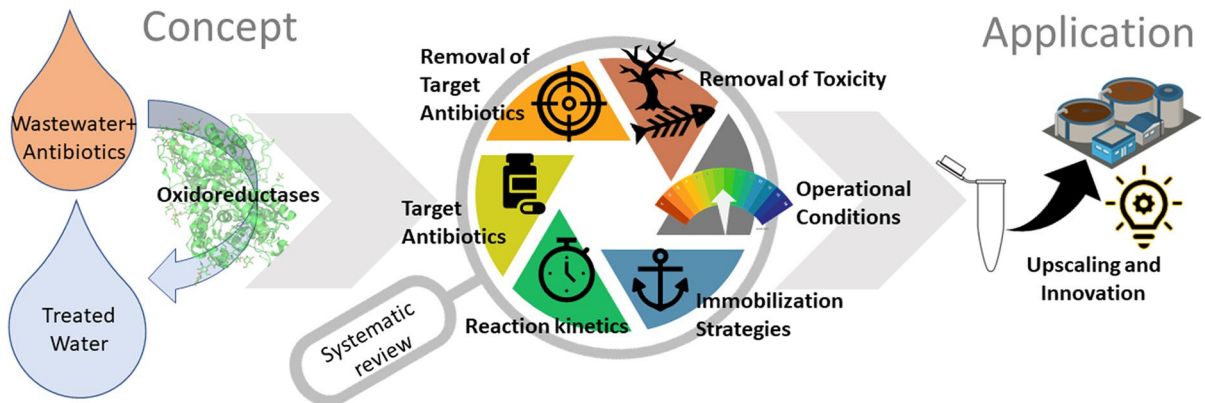 Concept
Application
Wastewater+
Antibiotics
Oxidoreductases
Treated
Water
Removal of
Target
Antibiotics
Removal of Toxicity
Target
Antibiotics
Operational
Conditions
Reaction kinetics
Immobilization
Strategies
Systematic
review
Upscaling and
Innovation